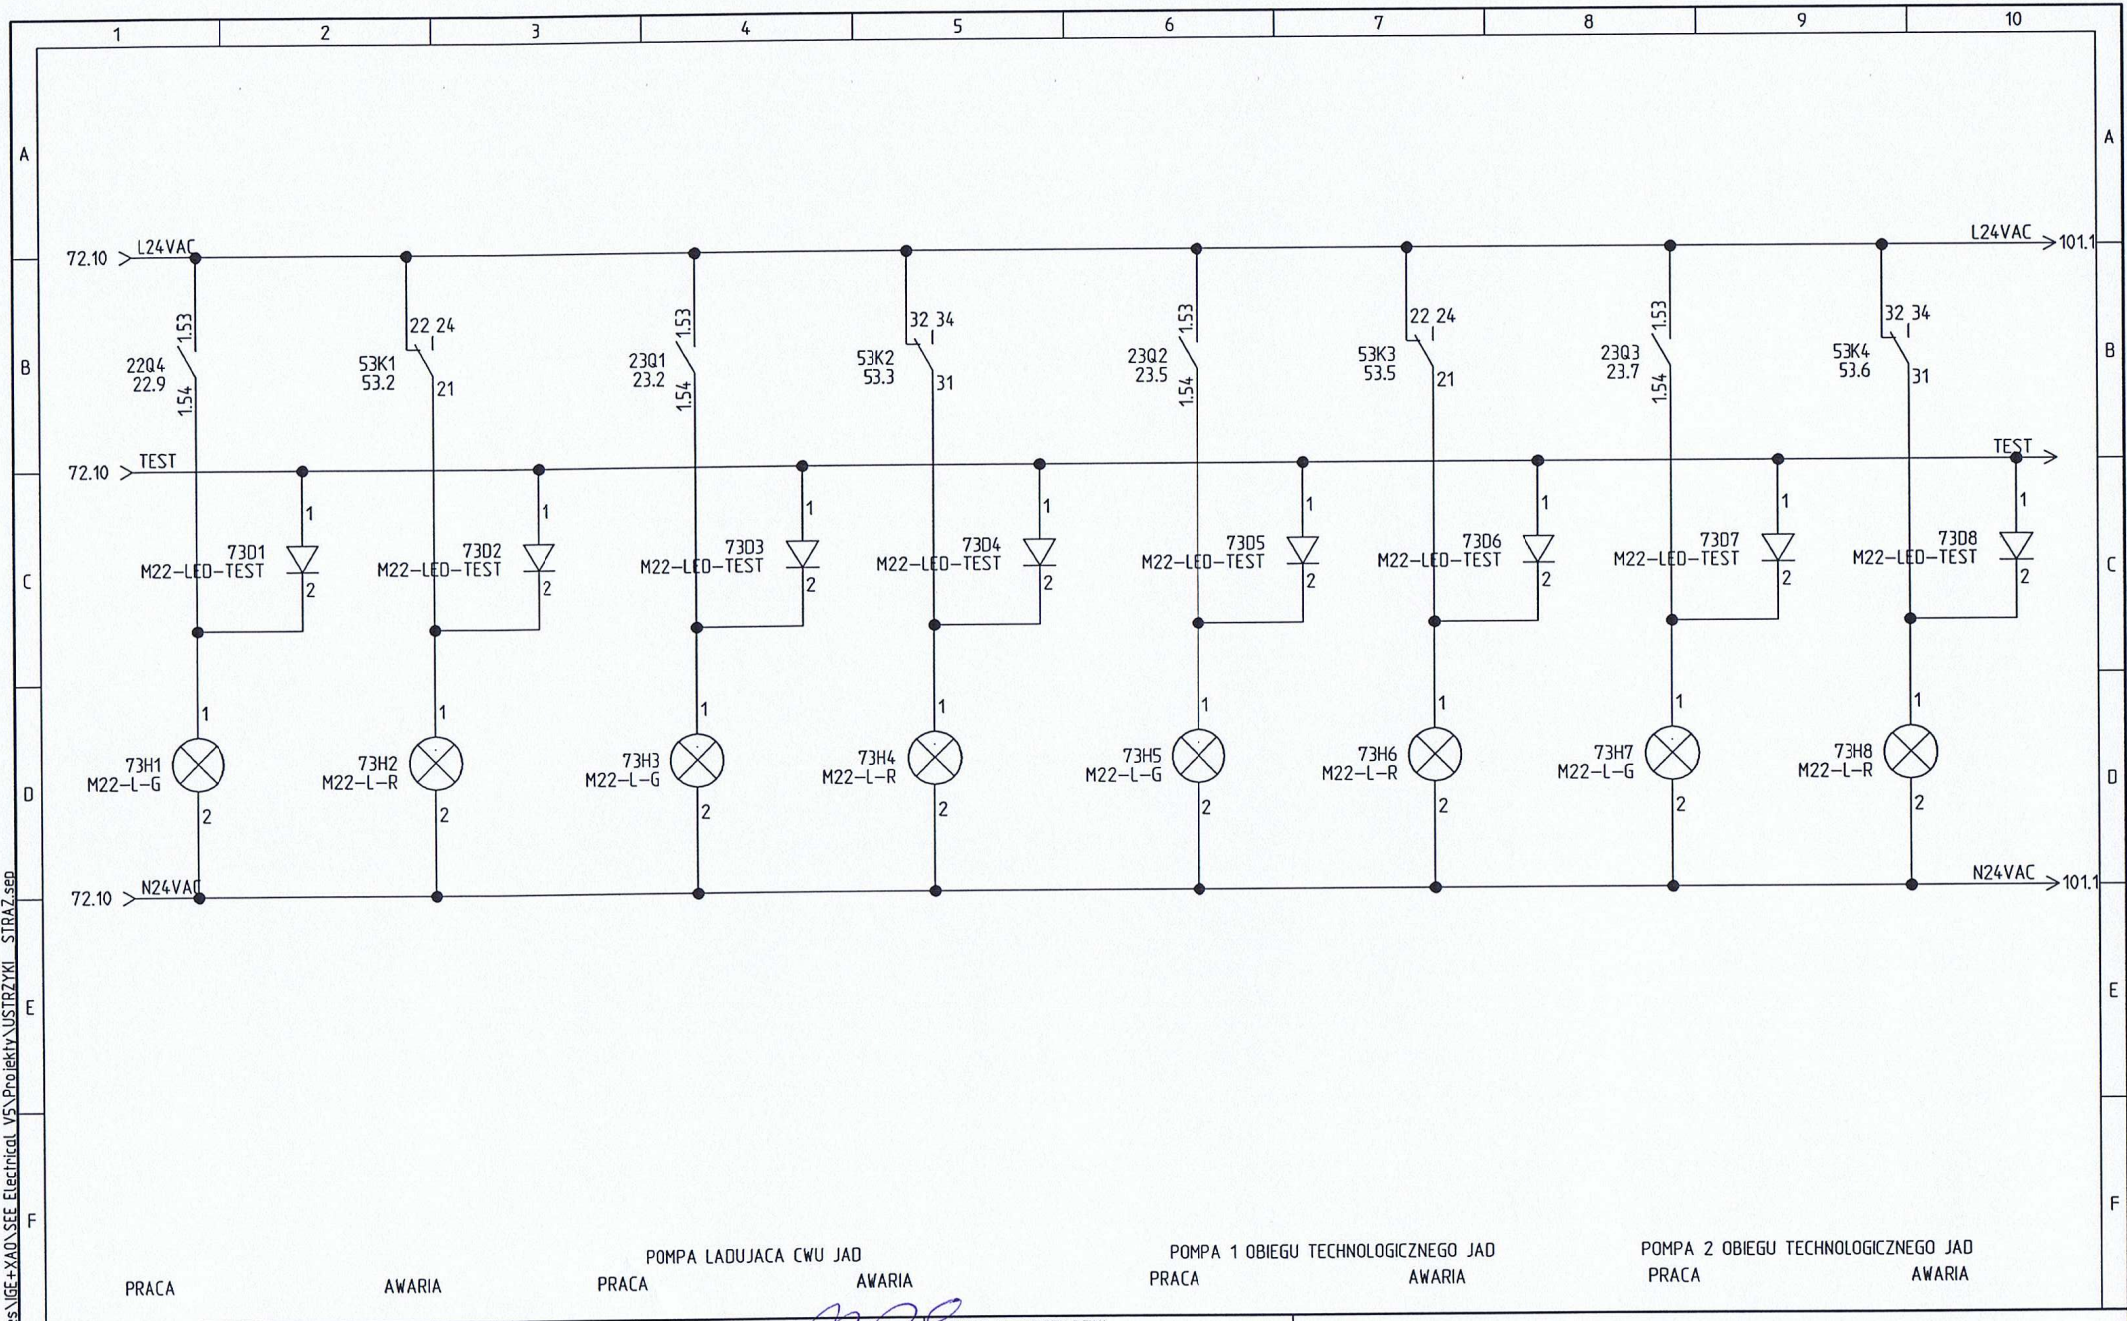 1 2 3 4 5 6 7 8 9 10
A A
72.10 L24VAC L24VAC 101.1
1.53 22 24 1.53 32 34 1.53 22 24 1.53 32 34
B 22Q4 53K1 23Q1 53K2 23Q2 53K3 23Q3 53K4 B
22.9 53.2 23.2 53.3 23.5 53.5 23.7 53.6
1.54 21 1.54 31 1.54 21 1.54 31
72.10 TEST TEST
1 1 1 1 1 1 1 1
73D1 73D2 73D3 73D4 73D5 73D6 73D7 73D8
M22-LED-TEST M22-LED-TEST M22-LED-TEST M22-LED-TEST M22-LED-TEST M22-LED-TEST M22-LED-TEST M22-LED-TEST
C 2 2 2 2 2 2 2 2 C
1 1 1 1 1 1 1 1
73H1 73H2 73H3 73H4 73H5 73H6 73H7 73H8
M22-L-G M22-L-R M22-L-G M22-L-R M22-L-G M22-L-R M22-L-G M22-L-R
D 2 2 2 2 2 2 2 2 D
72.10 N24VAC N24VAC 101.1
E E
F F
POMPA LADUJACA CWU JAD POMPA 1 OBIEGU TECHNOLOGICZNEGO JAD POMPA 2 OBIEGU TECHNOLOGICZNEGO JAD
PRACA AWARIA PRACA AWARIA PRACA AWARIA PRACA AWARIA
\IGE+XAO\SEE Electrical V5\Projekty\USTRZYKI STRAZ.sep